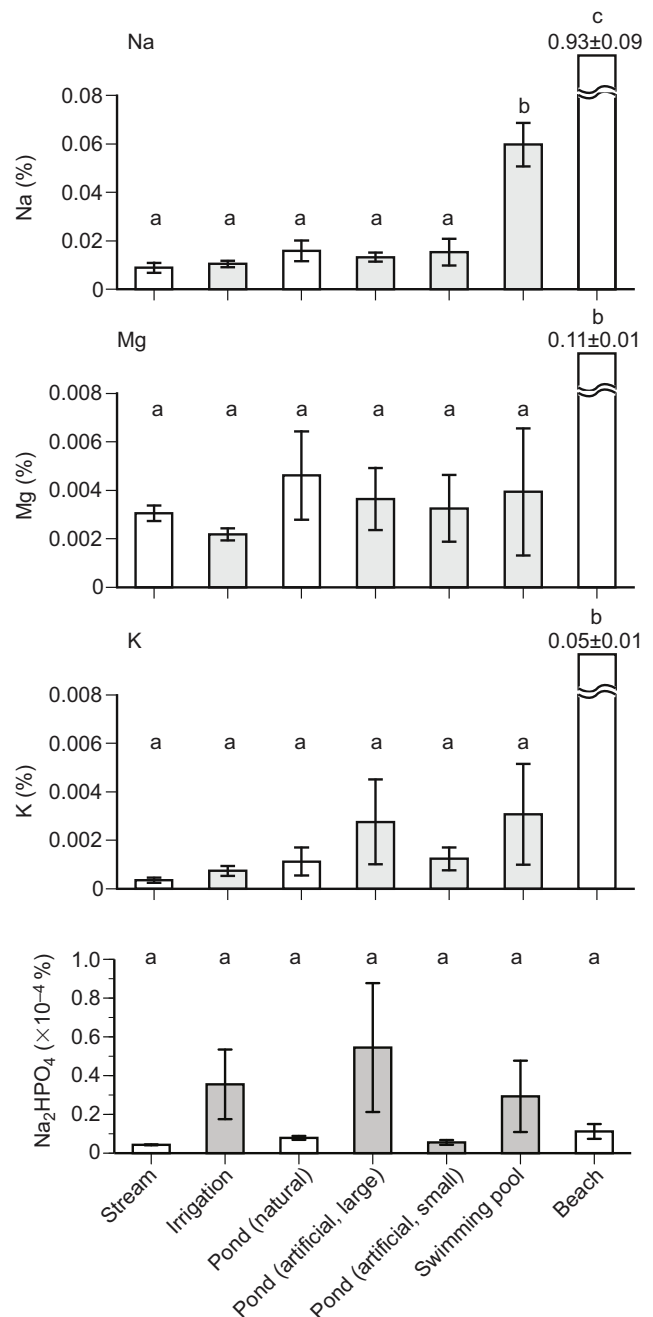 Na
c
0.93±0.09
0.08
0.06
0.04
0.02
0
Na (%)
a
a
a
a
a
b
Mg
b
0.11±0.01
0.008
0.006
0.004
0.002
0
Mg (%)
a
a
a
a
a
a
K
b
0.05±0.01
0.008
0.006
0.004
0.002
0
K (%)
a
a
a
a
a
a
1.0
0.8
0.6
0.4
0.2
0
Na₂HPO₄ (×10⁻⁴ %)
a
a
a
a
a
a
a
Stream
Irrigation
Pond (natural)
Pond (artificial, large)
Pond (artificial, small)
Swimming pool
Beach